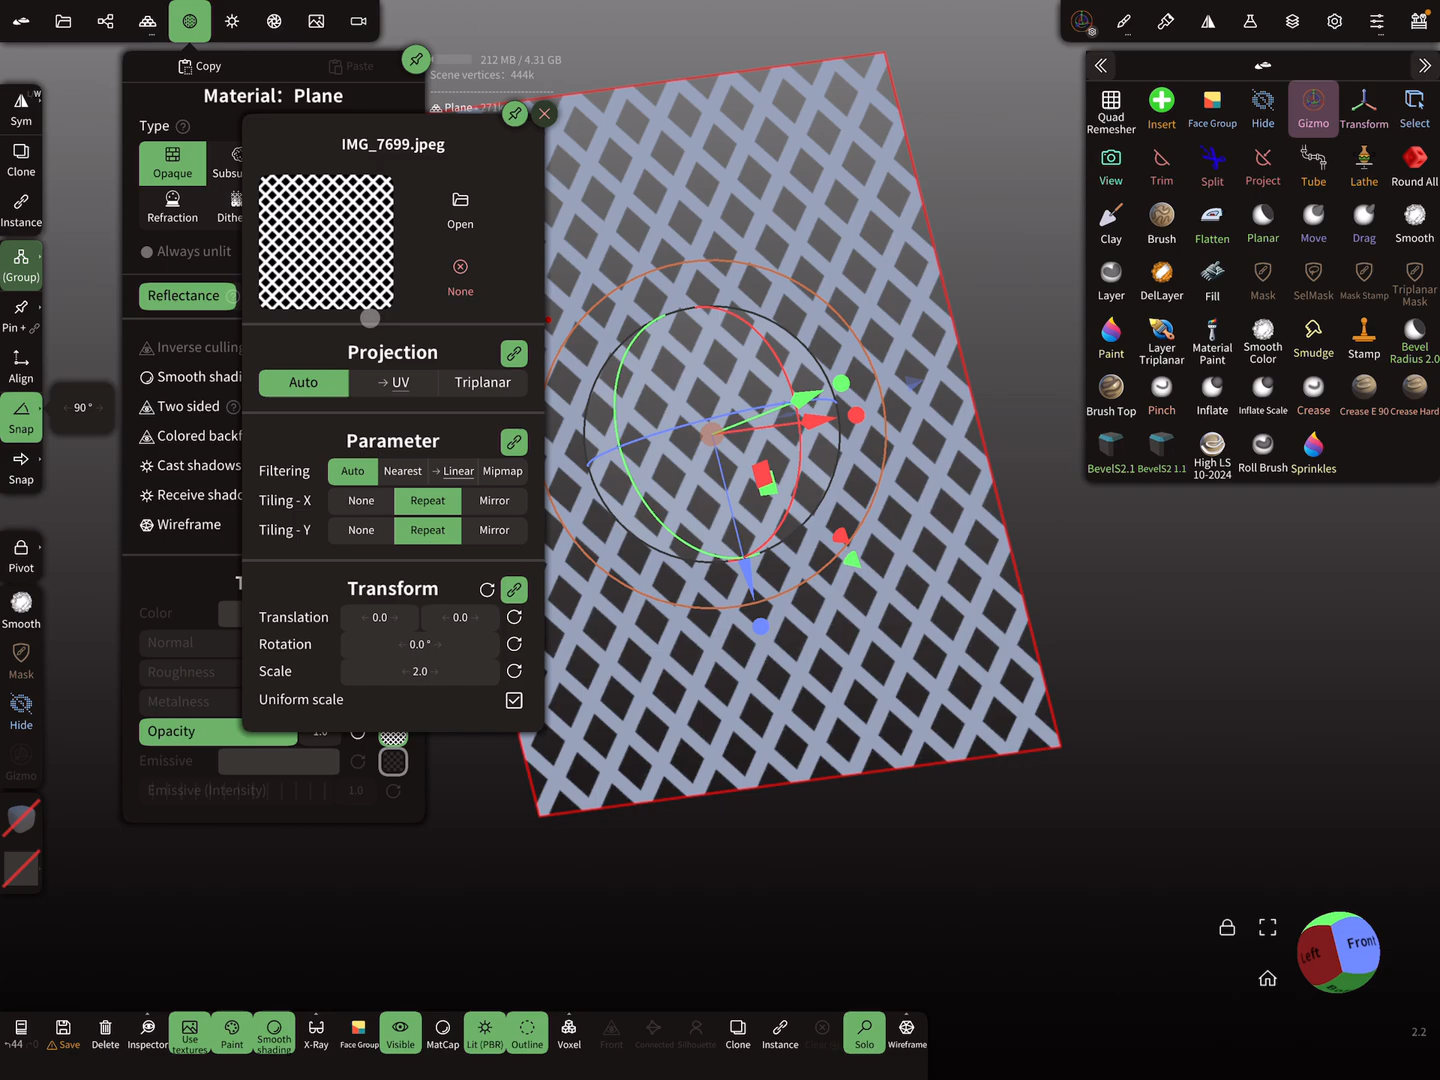 212 MB / 4.31 GB
Scene vertices: 444k
Plane
Copy
Paste
Material: Plane
Type
Opaque
Subsu
Refraction
Dithe
Always unlit
Reflectance
Inverse culling
Smooth shadi
Two sided
Colored backf
Cast shadows
Receive shado
Wireframe
Color
Normal
Roughness
Metalness
Opacity
Emissive
Emissive (Intensity)
1.0
IMG_7699.jpeg
Open
None
Projection
Auto
UV
Triplanar
Parameter
Filtering
Auto
Nearest
Linear
Mipmap
Tiling - X
None
Repeat
Mirror
Tiling - Y
None
Repeat
Mirror
Transform
Translation
0.0
0.0
Rotation
0.0 °
Scale
2.0
Uniform scale
Sym
Clone
Instance
(Group)
Pin +
Align
Snap
90 °
Snap
Pivot
Smooth
Mask
Hide
Gizmo
Quad Remesher
Insert
Face Group
Hide
Gizmo
Transform
Select
View
Trim
Split
Project
Tube
Lathe
Round All
Clay
Brush
Flatten
Planar
Move
Drag
Smooth
Layer
DelLayer
Fill
Mask
SelMask
Mask Stamp
Triplanar Mask
Paint
Layer Triplanar
Material Paint
Smooth Color
Smudge
Stamp
Bevel Radius 2.0
Brush Top
Pinch
Inflate
Inflate Scale
Crease
Crease E 90
Crease Hard
BevelS2.1
BevelS2 1.1
High LS 10-2024
Roll Brush
Sprinkles
Left
Front
2.2
44
0
Save
Delete
Inspector
Use textures
Paint
Smooth shading
X-Ray
Face Group
Visible
MatCap
Lit (PBR)
Outline
Voxel
Front
Connected
Silhouette
Clone
Instance
Solo
Wireframe